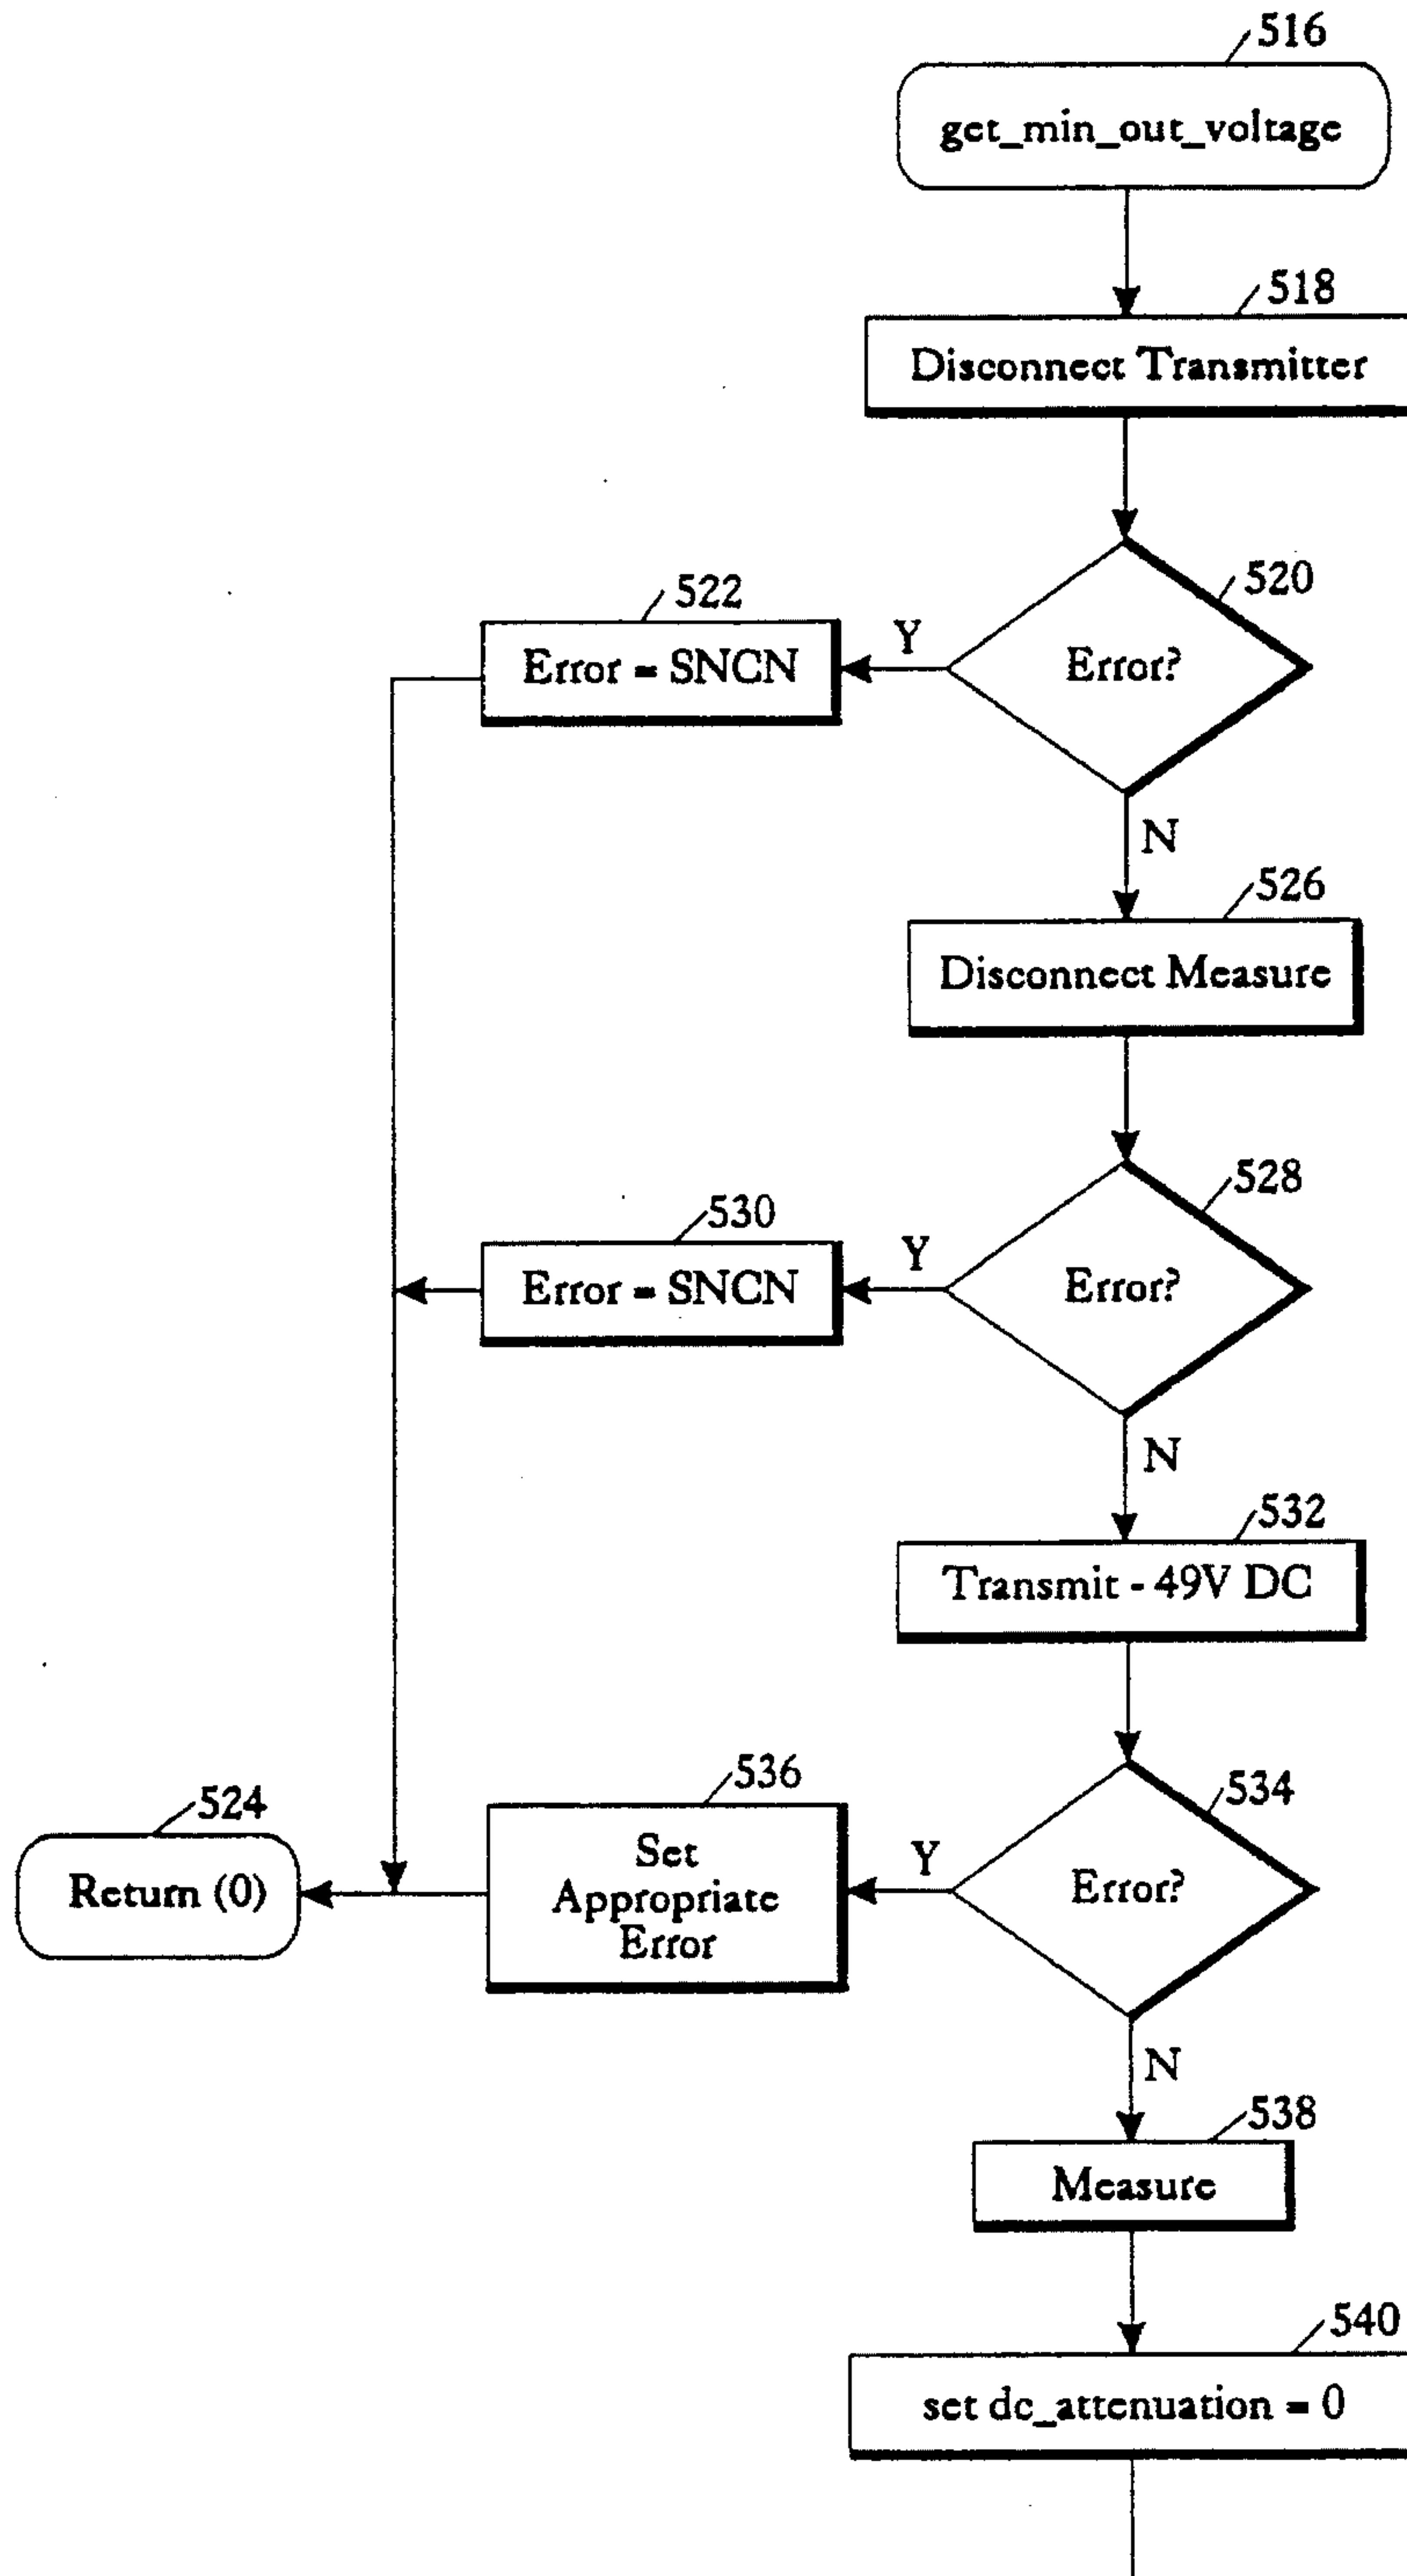 516
get_min_out_voltage
518
Disconnect Transmitter
520
Error?
522
Y
Error = SNCN
N
526
Disconnect Measure
528
Error?
530
Y
Error = SNCN
N
532
Transmit - 49V DC
534
Error?
536
Y
Set
Appropriate
Error
524
Return (0)
N
538
Measure
540
set dc_attenuation = 0